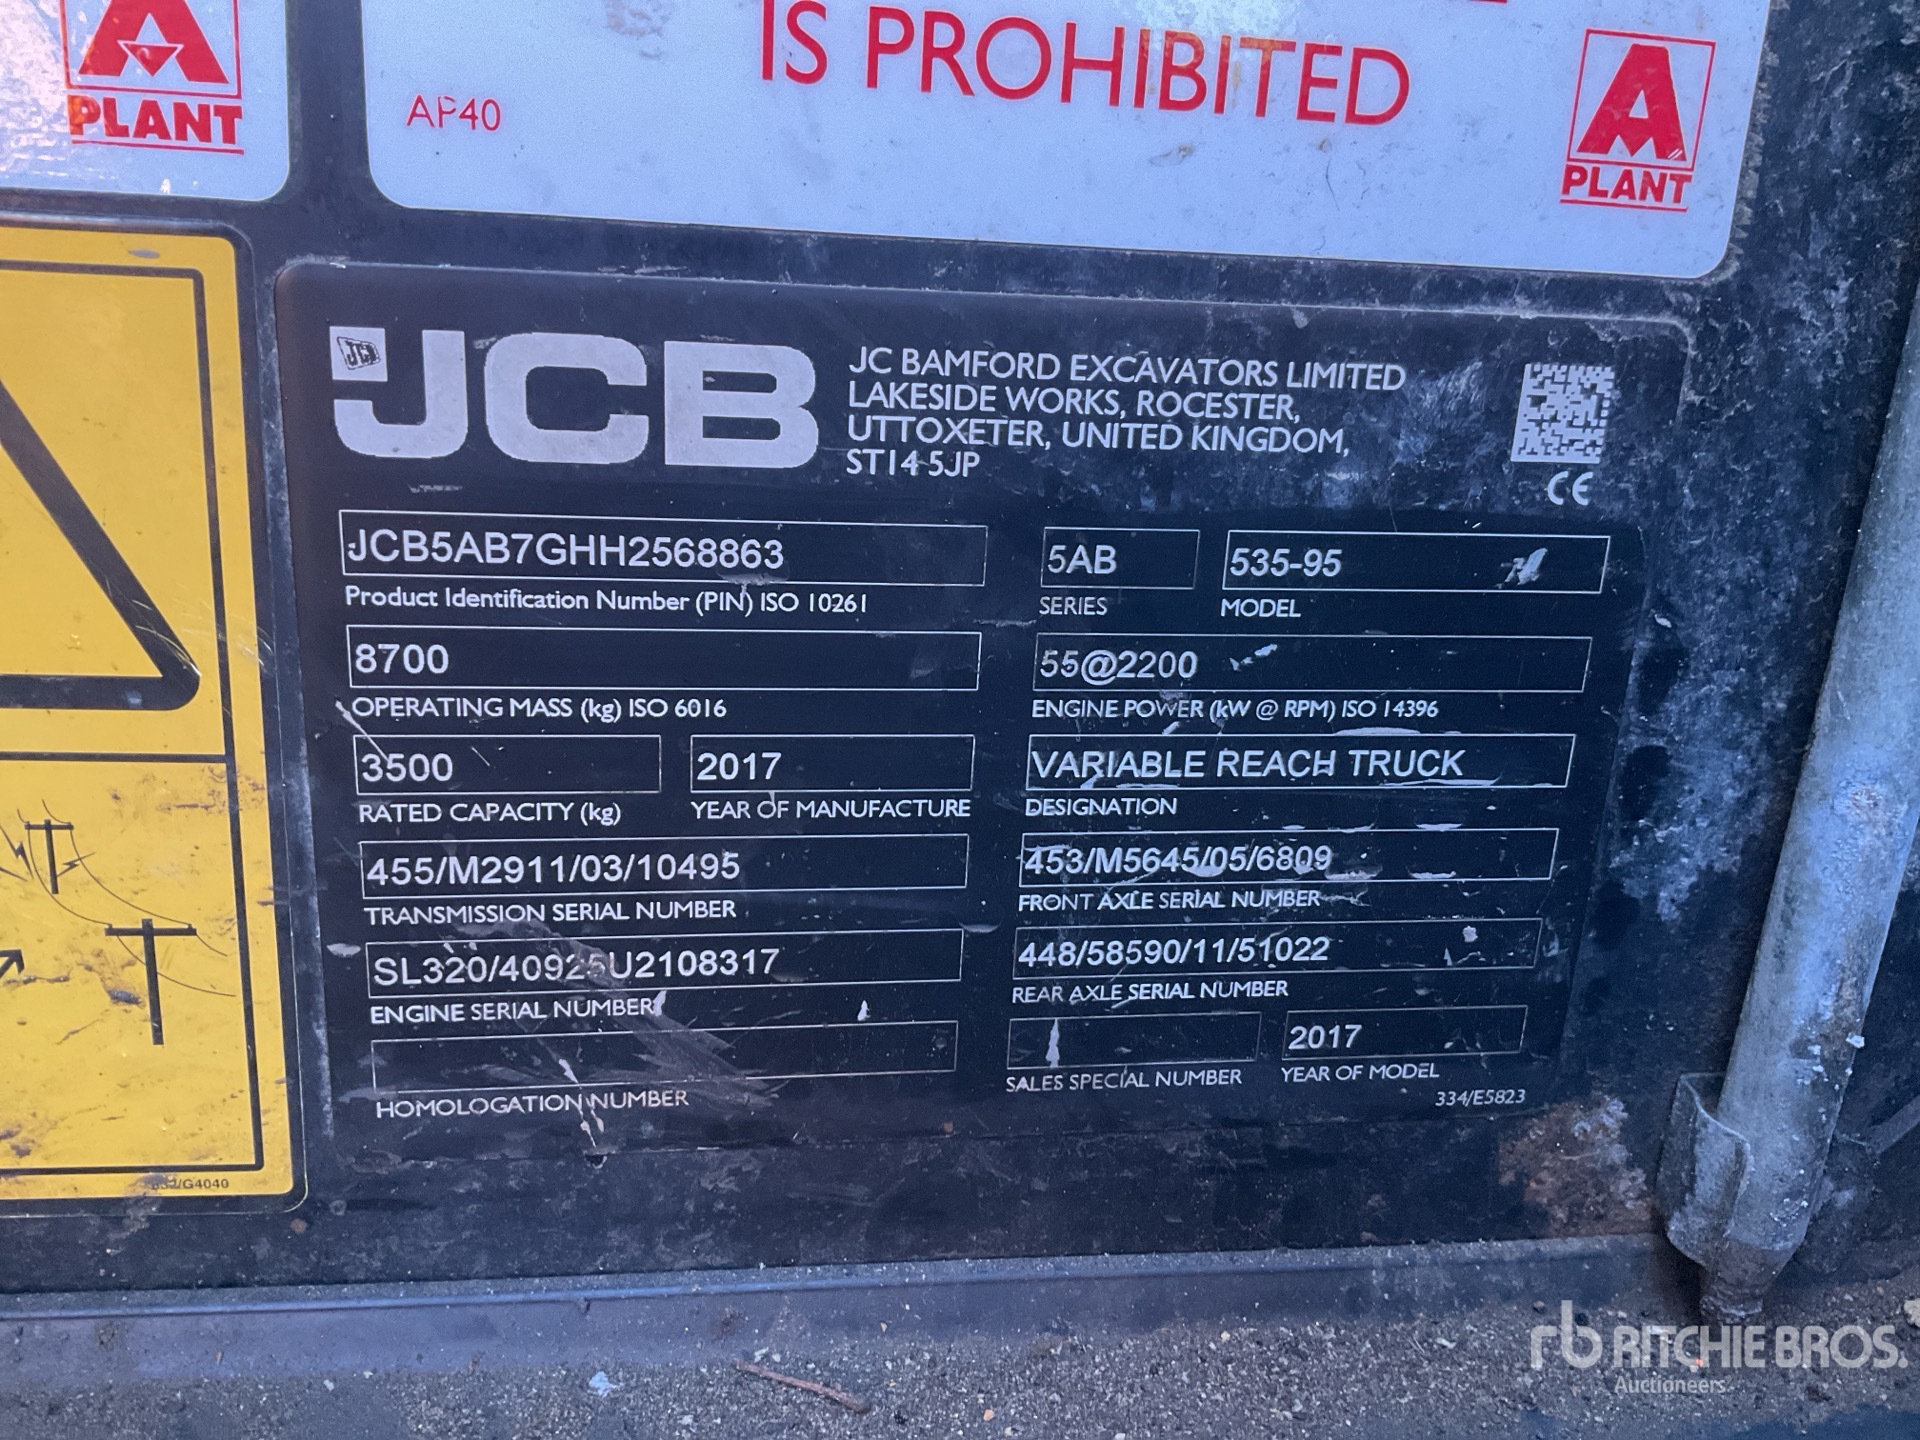 PLANT
IS PROHIBITED
AP40
PLANT
JCB
JCB
JC BAMFORD EXCAVATORS LIMITED
LAKESIDE WORKS, ROCESTER,
UTTOXETER, UNITED KINGDOM,
ST14 5JP
CE
JCB5AB7GHH2568863
Product Identification Number (PIN) ISO 10261
5AB
SERIES
535-95
MODEL
8700
OPERATING MASS (kg) ISO 6016
55@2200
ENGINE POWER (kW @ RPM) ISO 14396
3500
RATED CAPACITY (kg)
2017
YEAR OF MANUFACTURE
VARIABLE REACH TRUCK
DESIGNATION
455/M2911/03/10495
TRANSMISSION SERIAL NUMBER
453/M5645/05/6809
FRONT AXLE SERIAL NUMBER
SL320/40925U2108317
ENGINE SERIAL NUMBER
448/58590/11/51022
REAR AXLE SERIAL NUMBER
HOMOLOGATION NUMBER
SALES SPECIAL NUMBER
2017
YEAR OF MODEL
334/E5823
rb RITCHIE BROS.
Auctioneers